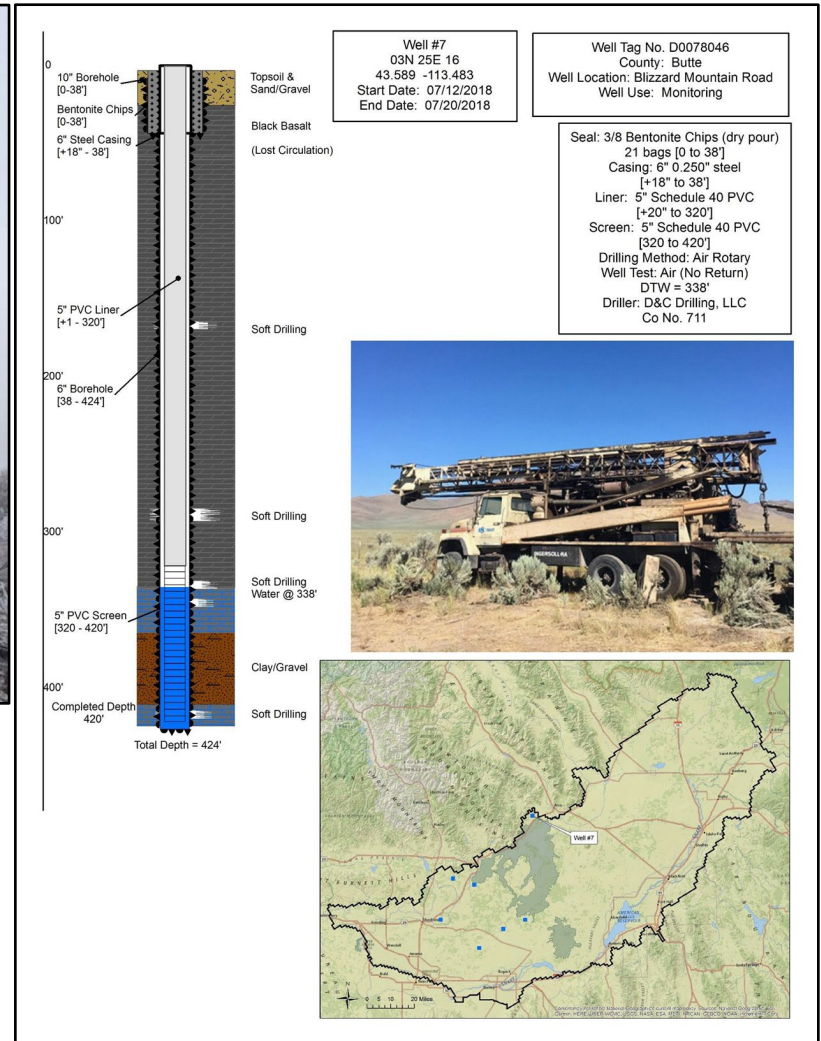 0
100'
200'
300'
400'
10" Borehole
[0-38']
Bentonite Chips
[0-38']
6" Steel Casing
[+18" - 38']
5" PVC Liner
[+1 - 320']
6" Borehole
[38 - 424']
5" PVC Screen
[320 - 420']
Completed Depth
420'
Total Depth = 424'
Topsoil &
Sand/Gravel
Black Basalt
(Lost Circulation)
Soft Drilling
Soft Drilling
Soft Drilling
Water @ 338'
Clay/Gravel
Soft Drilling
Well #7
03N 25E 16
43.589 -113.483
Start Date: 07/12/2018
End Date: 07/20/2018
Well Tag No. D0078046
County: Butte
Well Location: Blizzard Mountain Road
Well Use: Monitoring
Seal: 3/8 Bentonite Chips (dry pour)
21 bags [0 to 38']
Casing: 6" 0.250" steel
[+18" to 38']
Liner: 5" Schedule 40 PVC
[+20" to 320']
Screen: 5" Schedule 40 PVC
[320 to 420']
Drilling Method: Air Rotary
Well Test: Air (No Return)
DTW = 338'
Driller: D&C Drilling, LLC
Co No. 711
INGERSOLL-RA
Well #7
AMERICAN
RESERVOIR
N
0 5 10 20 Miles